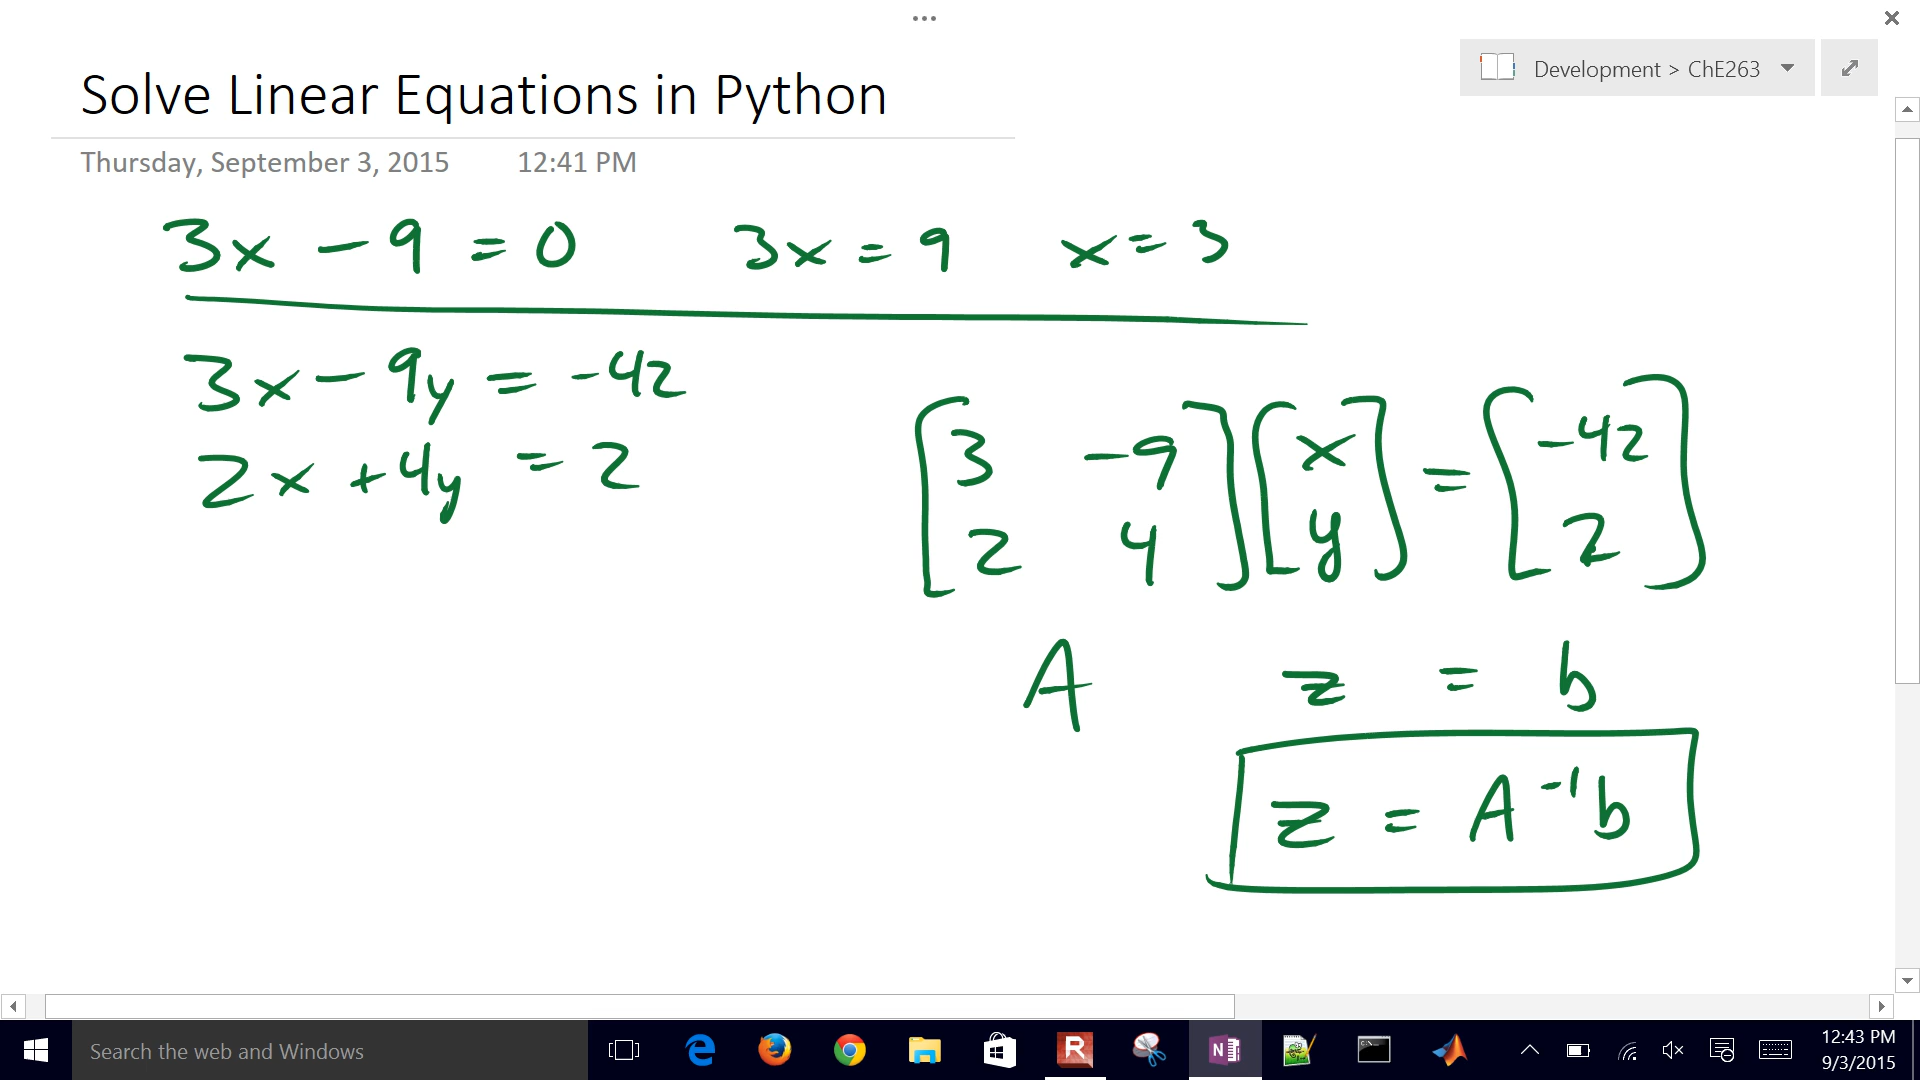 Development > ChE263
Solve Linear Equations in Python
Thursday, September 3, 2015 12:41 PM
3x - 9 = 0 3x = 9 x = 3
3x - 9y = -42
2x + 4y = 2
[3 -9] [x] = [-42]
[2 4] [y] [2]
A z = b
z = A⁻¹b
Search the web and Windows
R
N
12:43 PM
9/3/2015